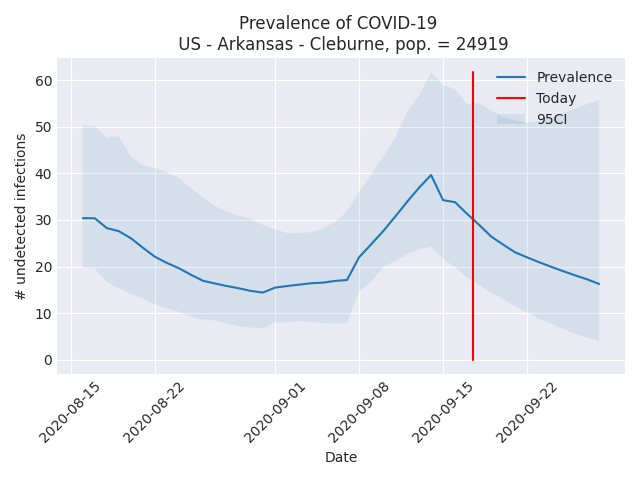 Prevalence of COVID-19
US - Arkansas - Cleburne, pop. = 24919
# undetected infections
60
50
40
30
20
10
0
Prevalence
Today
95CI
2020-08-15
2020-08-22
2020-09-01
2020-09-08
2020-09-15
2020-09-22
Date